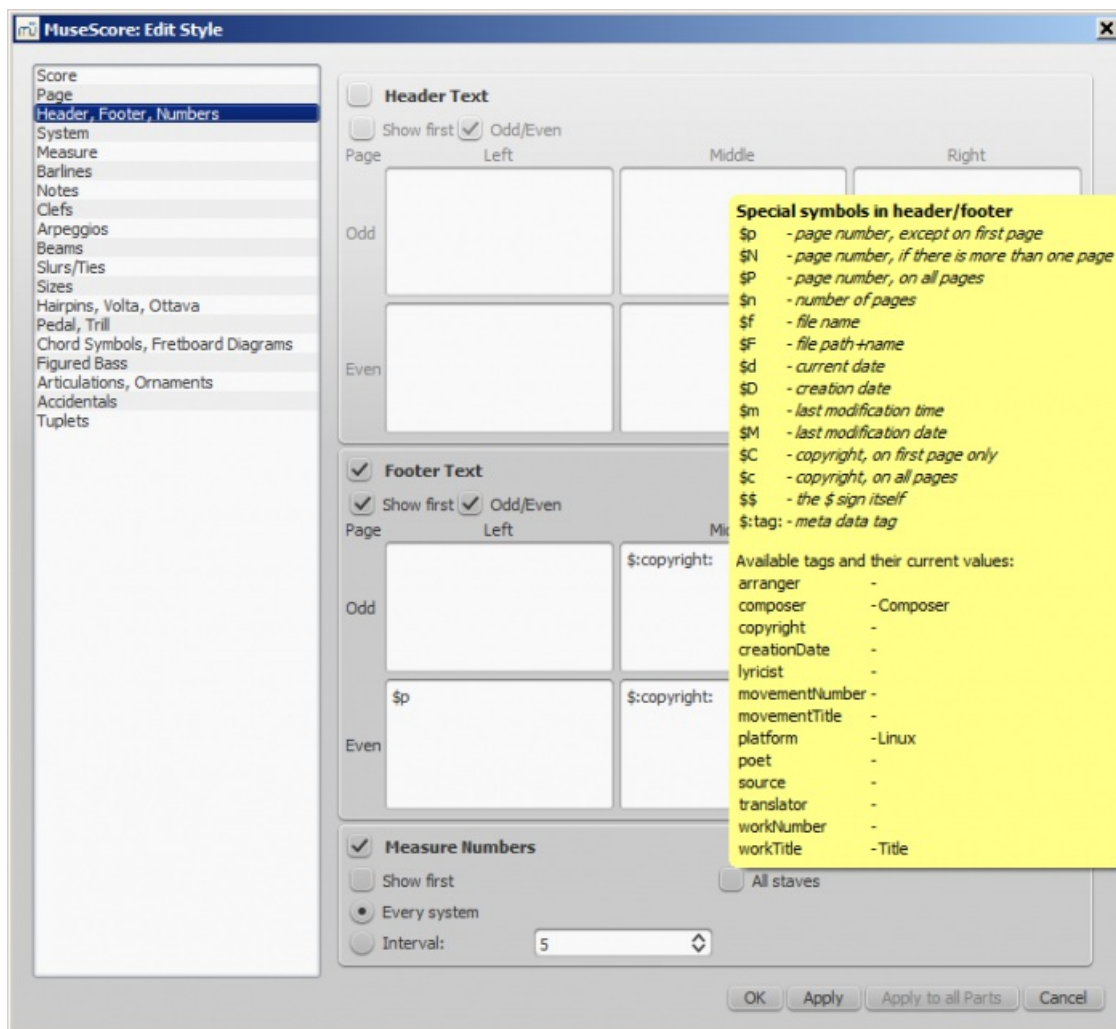 MuseScore: Edit Style
Score
Page
Header, Footer, Numbers
System
Measure
Barlines
Notes
Clefs
Arpeggios
Beams
Slurs/Ties
Sizes
Hairpins, Volta, Ottava
Pedal, Trill
Chord Symbols, Fretboard Diagrams
Figured Bass
Articulations, Ornaments
Accidentals
Tuplets
Header Text
Show first Odd/Even
Page Left Middle Right
Odd
Even
Footer Text
Show first Odd/Even
Page Left
Odd $:copyright:
Even $p $:copyright:
Measure Numbers
Show first All staves
Every system
Interval: 5
Special symbols in header/footer
$p - page number, except on first page
$N - page number, if there is more than one page
$P - page number, on all pages
$n - number of pages
$f - file name
$F - file path+name
$d - current date
$D - creation date
$m - last modification time
$M - last modification date
$C - copyright, on first page only
$c - copyright, on all pages
$$ - the $ sign itself
$:tag: - meta data tag
Available tags and their current values:
arranger -
composer -Composer
copyright -
creationDate -
lyricist -
movementNumber -
movementTitle -
platform -Linux
poet -
source -
translator -
workNumber -
workTitle -Title
OK Apply Apply to all Parts Cancel